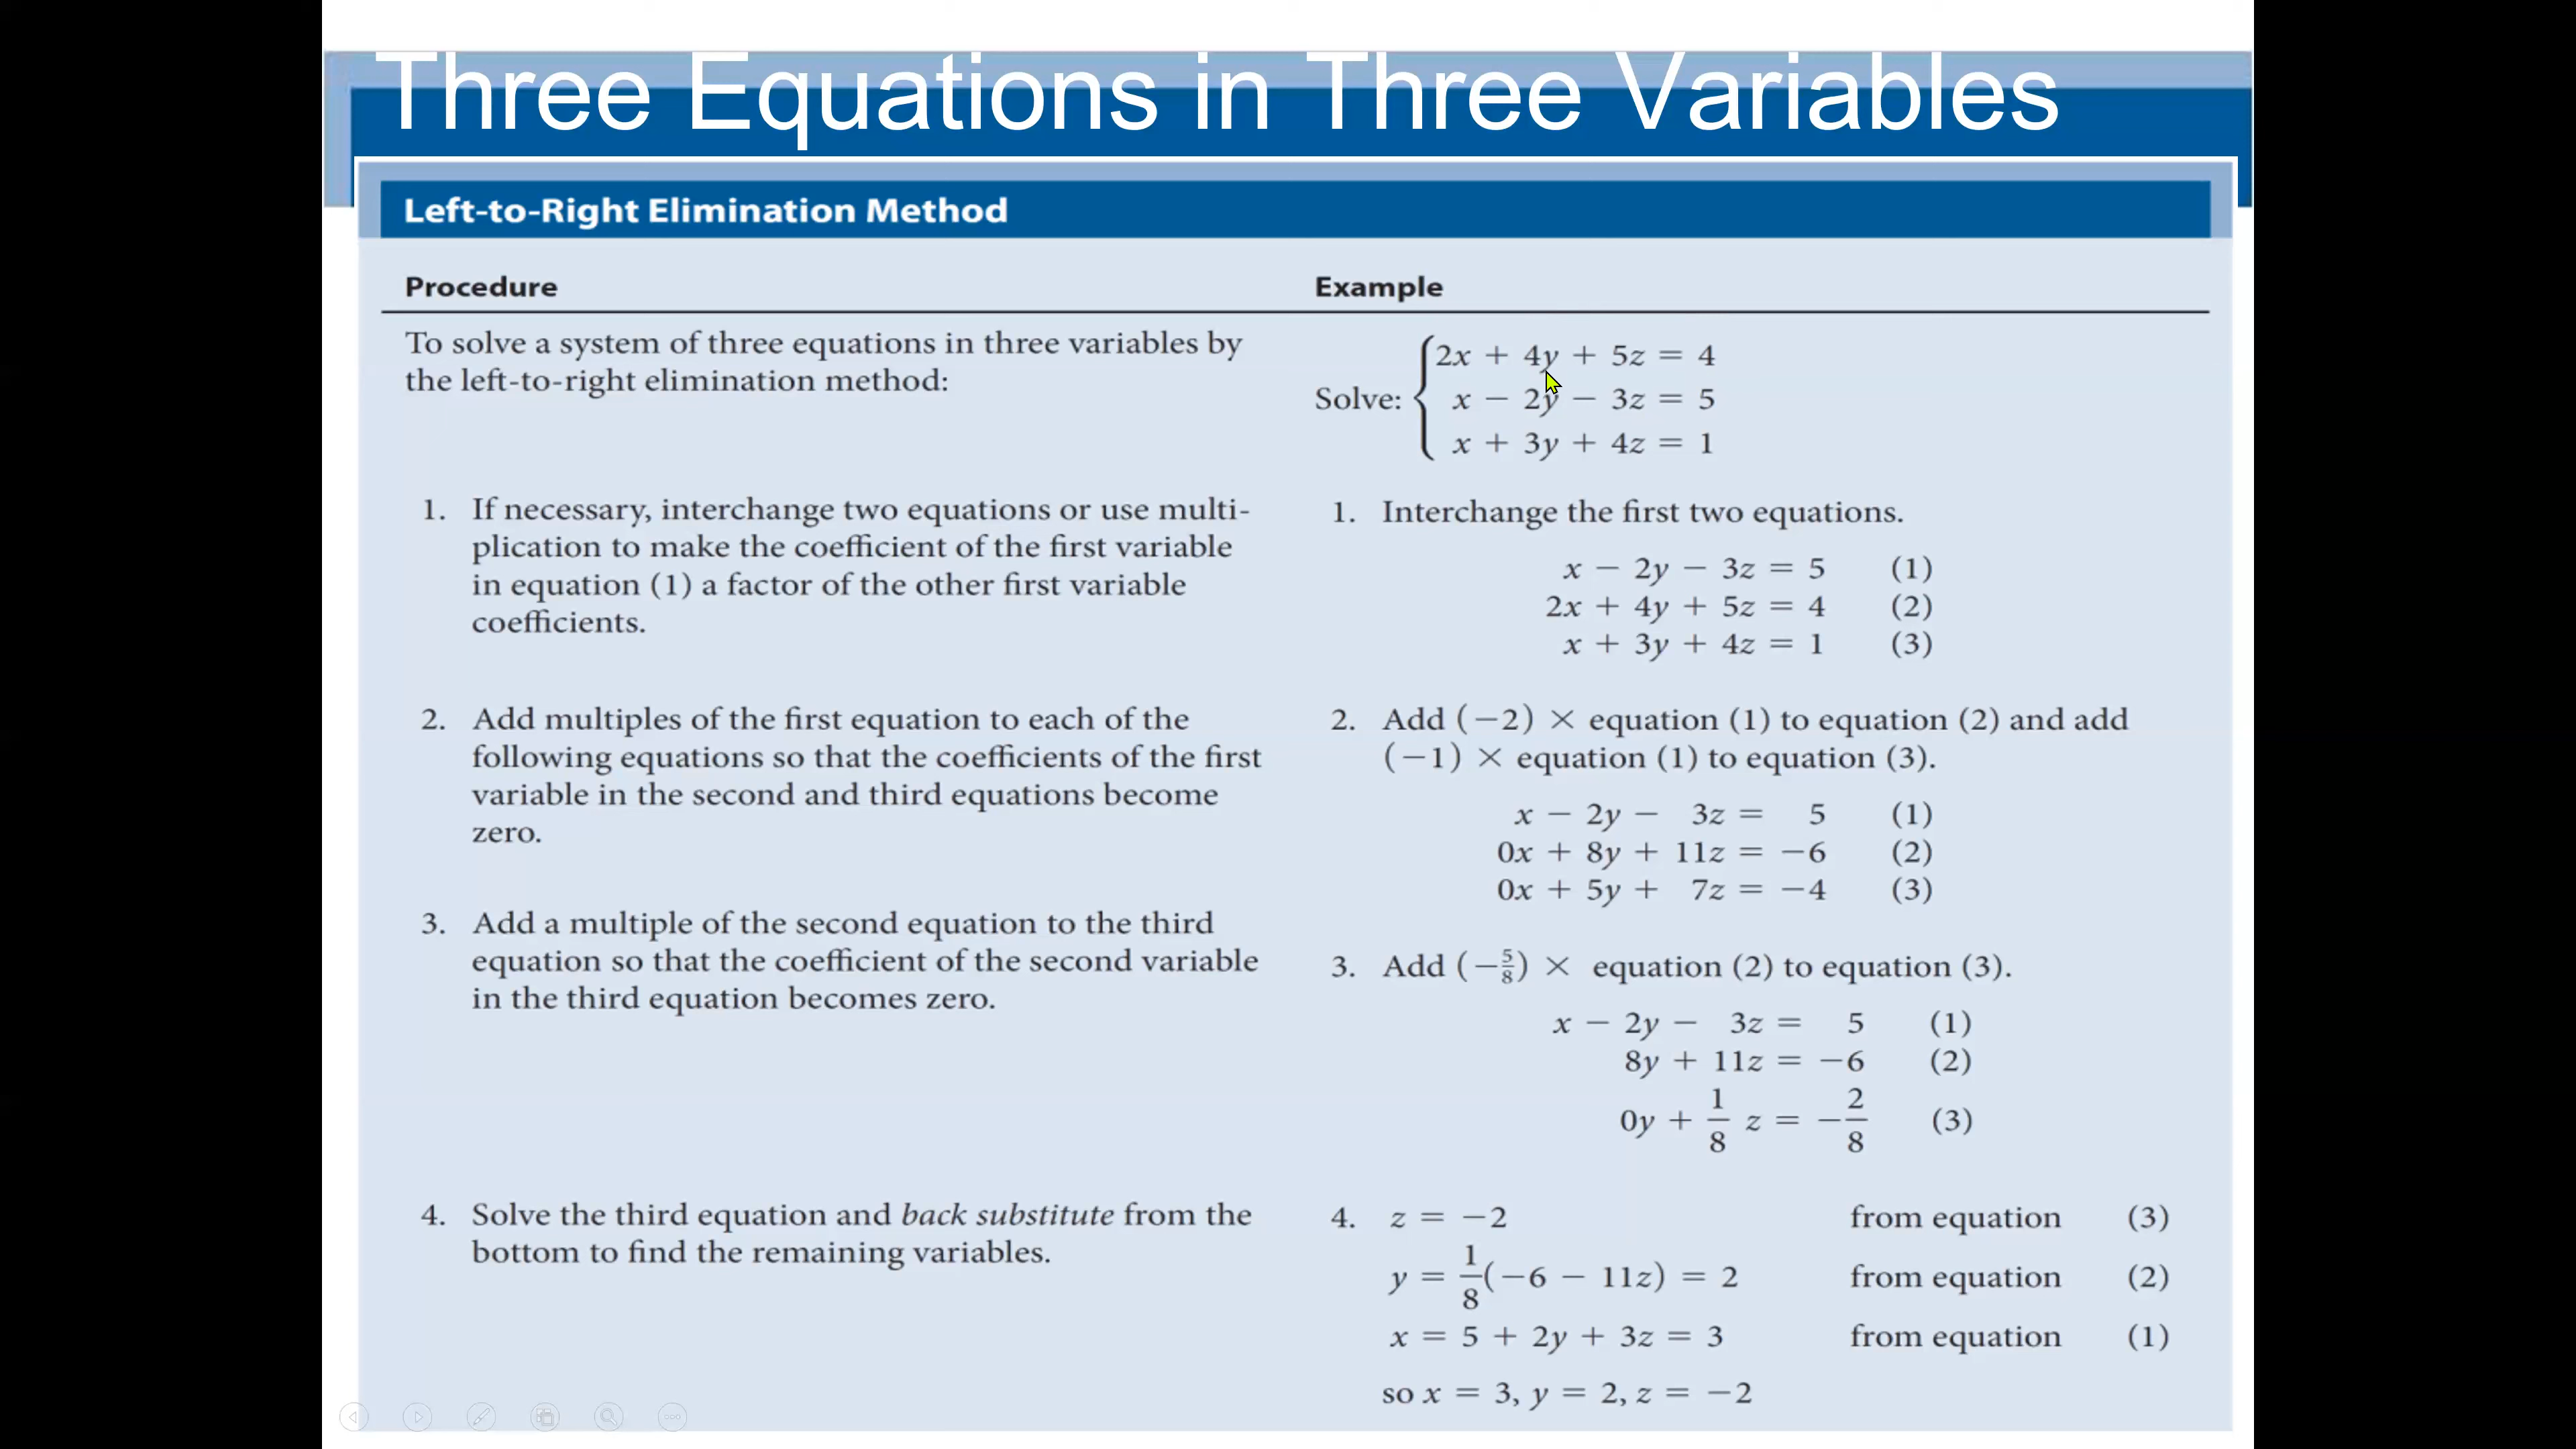 Three Equations in Three Variables
Left-to-Right Elimination Method
Procedure
Example
To solve a system of three equations in three variables by
the left-to-right elimination method:
Solve:
2x + 4y + 5z = 4
x − 2y − 3z = 5
x + 3y + 4z = 1
1. If necessary, interchange two equations or use multi-
plication to make the coefficient of the first variable
in equation (1) a factor of the other first variable
coefficients.
1. Interchange the first two equations.
x − 2y − 3z = 5 (1)
2x + 4y + 5z = 4 (2)
x + 3y + 4z = 1 (3)
2. Add multiples of the first equation to each of the
following equations so that the coefficients of the first
variable in the second and third equations become
zero.
2. Add (−2) × equation (1) to equation (2) and add
(−1) × equation (1) to equation (3).
x − 2y − 3z = 5 (1)
0x + 8y + 11z = −6 (2)
0x + 5y + 7z = −4 (3)
3. Add a multiple of the second equation to the third
equation so that the coefficient of the second variable
in the third equation becomes zero.
3. Add (−5/8) × equation (2) to equation (3).
x − 2y − 3z = 5 (1)
8y + 11z = −6 (2)
0y + 1/8 z = −2/8 (3)
4. Solve the third equation and back substitute from the
bottom to find the remaining variables.
4. z = −2 from equation (3)
y = 1/8(−6 − 11z) = 2 from equation (2)
x = 5 + 2y + 3z = 3 from equation (1)
so x = 3, y = 2, z = −2